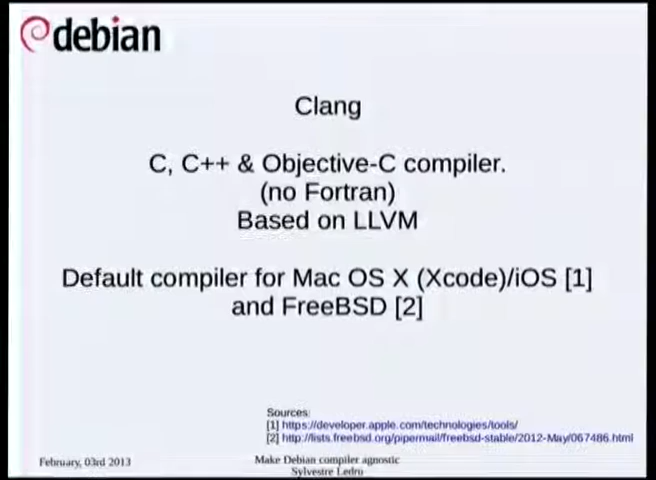 debian
Clang
C, C++ & Objective-C compiler.
(no Fortran)
Based on LLVM
Default compiler for Mac OS X (Xcode)/iOS [1]
and FreeBSD [2]
Sources:
[1] https://developer.apple.com/technologies/tools/
[2] http://lists.freebsd.org/pipermail/freebsd-stable/2012-May/067486.html
February, 03rd 2013
Make Debian compiler agnostic
Sylvestre Ledru